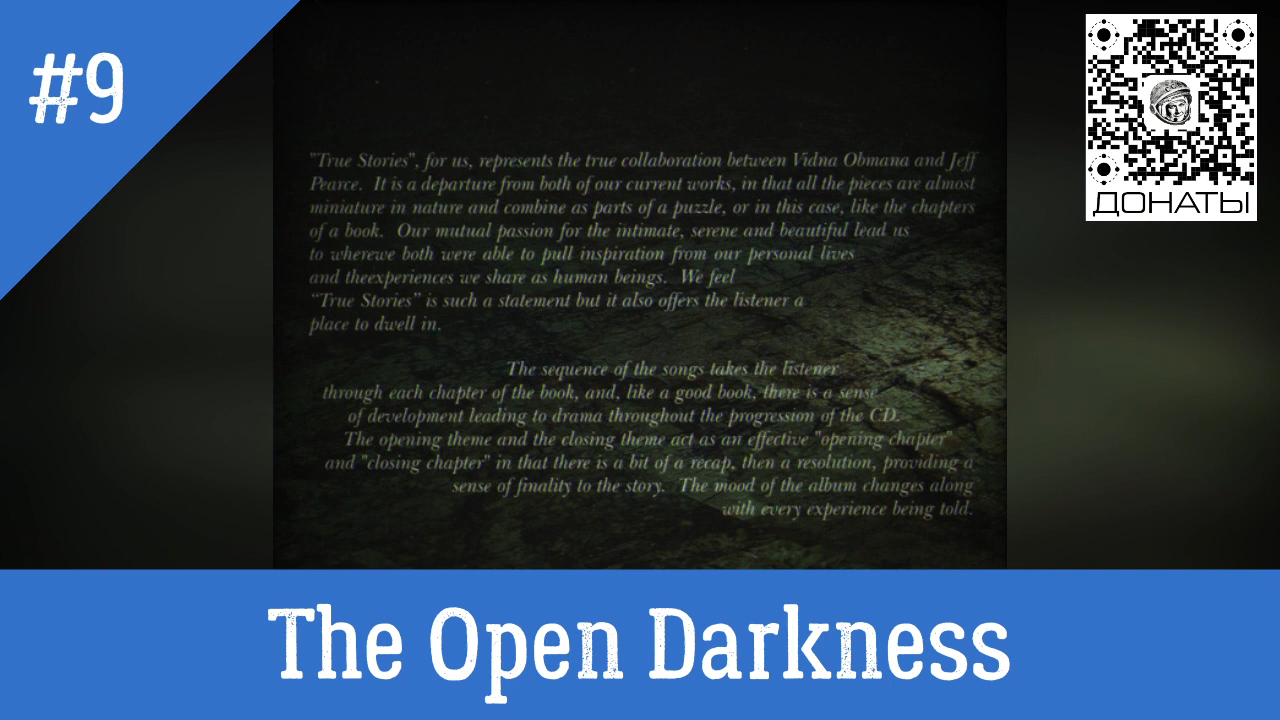 #9
ДОНАТЫ
"True Stories", for us, represents the true collaboration between Vidna Obmana and Jeff
Pearce. It is a departure from both of our current works, in that all the pieces are almost
miniature in nature and combine as parts of a puzzle, or in this case, like the chapters
of a book. Our mutual passion for the intimate, serene and beautiful lead us
to wherewe both were able to pull inspiration from our personal lives
and theexperiences we share as human beings. We feel
“True Stories” is such a statement but it also offers the listener a
place to dwell in.
The sequence of the songs takes the listener
through each chapter of the book, and, like a good book, there is a sense
of development leading to drama throughout the progression of the CD.
The opening theme and the closing theme act as an effective "opening chapter"
and "closing chapter" in that there is a bit of a recap, then a resolution, providing a
sense of finality to the story. The mood of the album changes along
with every experience being told.
The Open Darkness